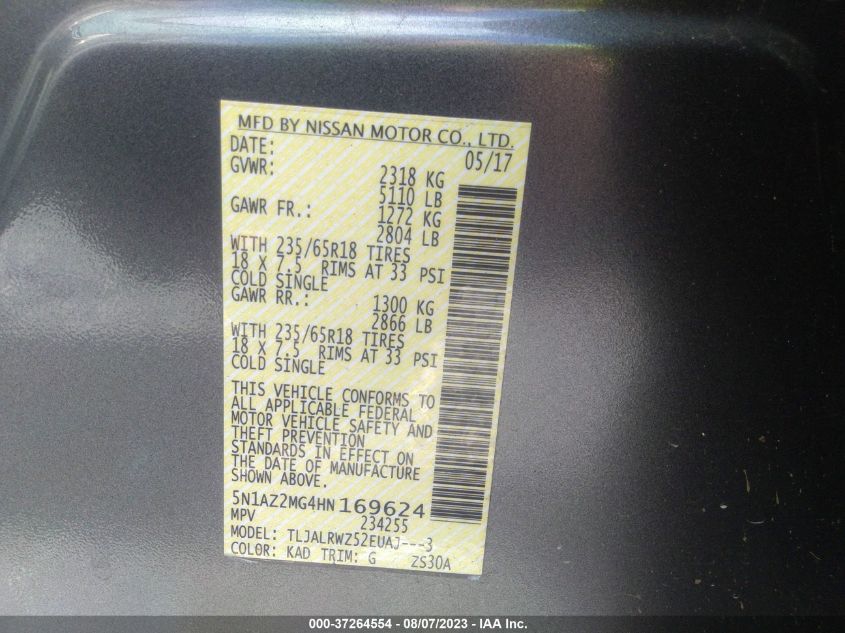 MFD BY NISSAN MOTOR CO., LTD.
DATE: 05/17
GVWR: 2318 KG
5110 LB
GAWR FR.: 1272 KG
2804 LB
WITH 235/65R18 TIRES
18 X 7.5 RIMS AT 33 PSI
COLD SINGLE
GAWR RR.: 1300 KG
2866 LB
WITH 235/65R18 TIRES
18 X 7.5 RIMS AT 33 PSI
COLD SINGLE
THIS VEHICLE CONFORMS TO
ALL APPLICABLE FEDERAL
MOTOR VEHICLE SAFETY AND
THEFT PREVENTION
STANDARDS IN EFFECT ON
THE DATE OF MANUFACTURE
SHOWN ABOVE.
5N1AZ2MG4HN169624
MPV 234255
MODEL: TLJALRWZ52EUAJ---3
COLOR: KAD TRIM: G ZS30A
000-37264554 - 08/07/2023 - IAA Inc.